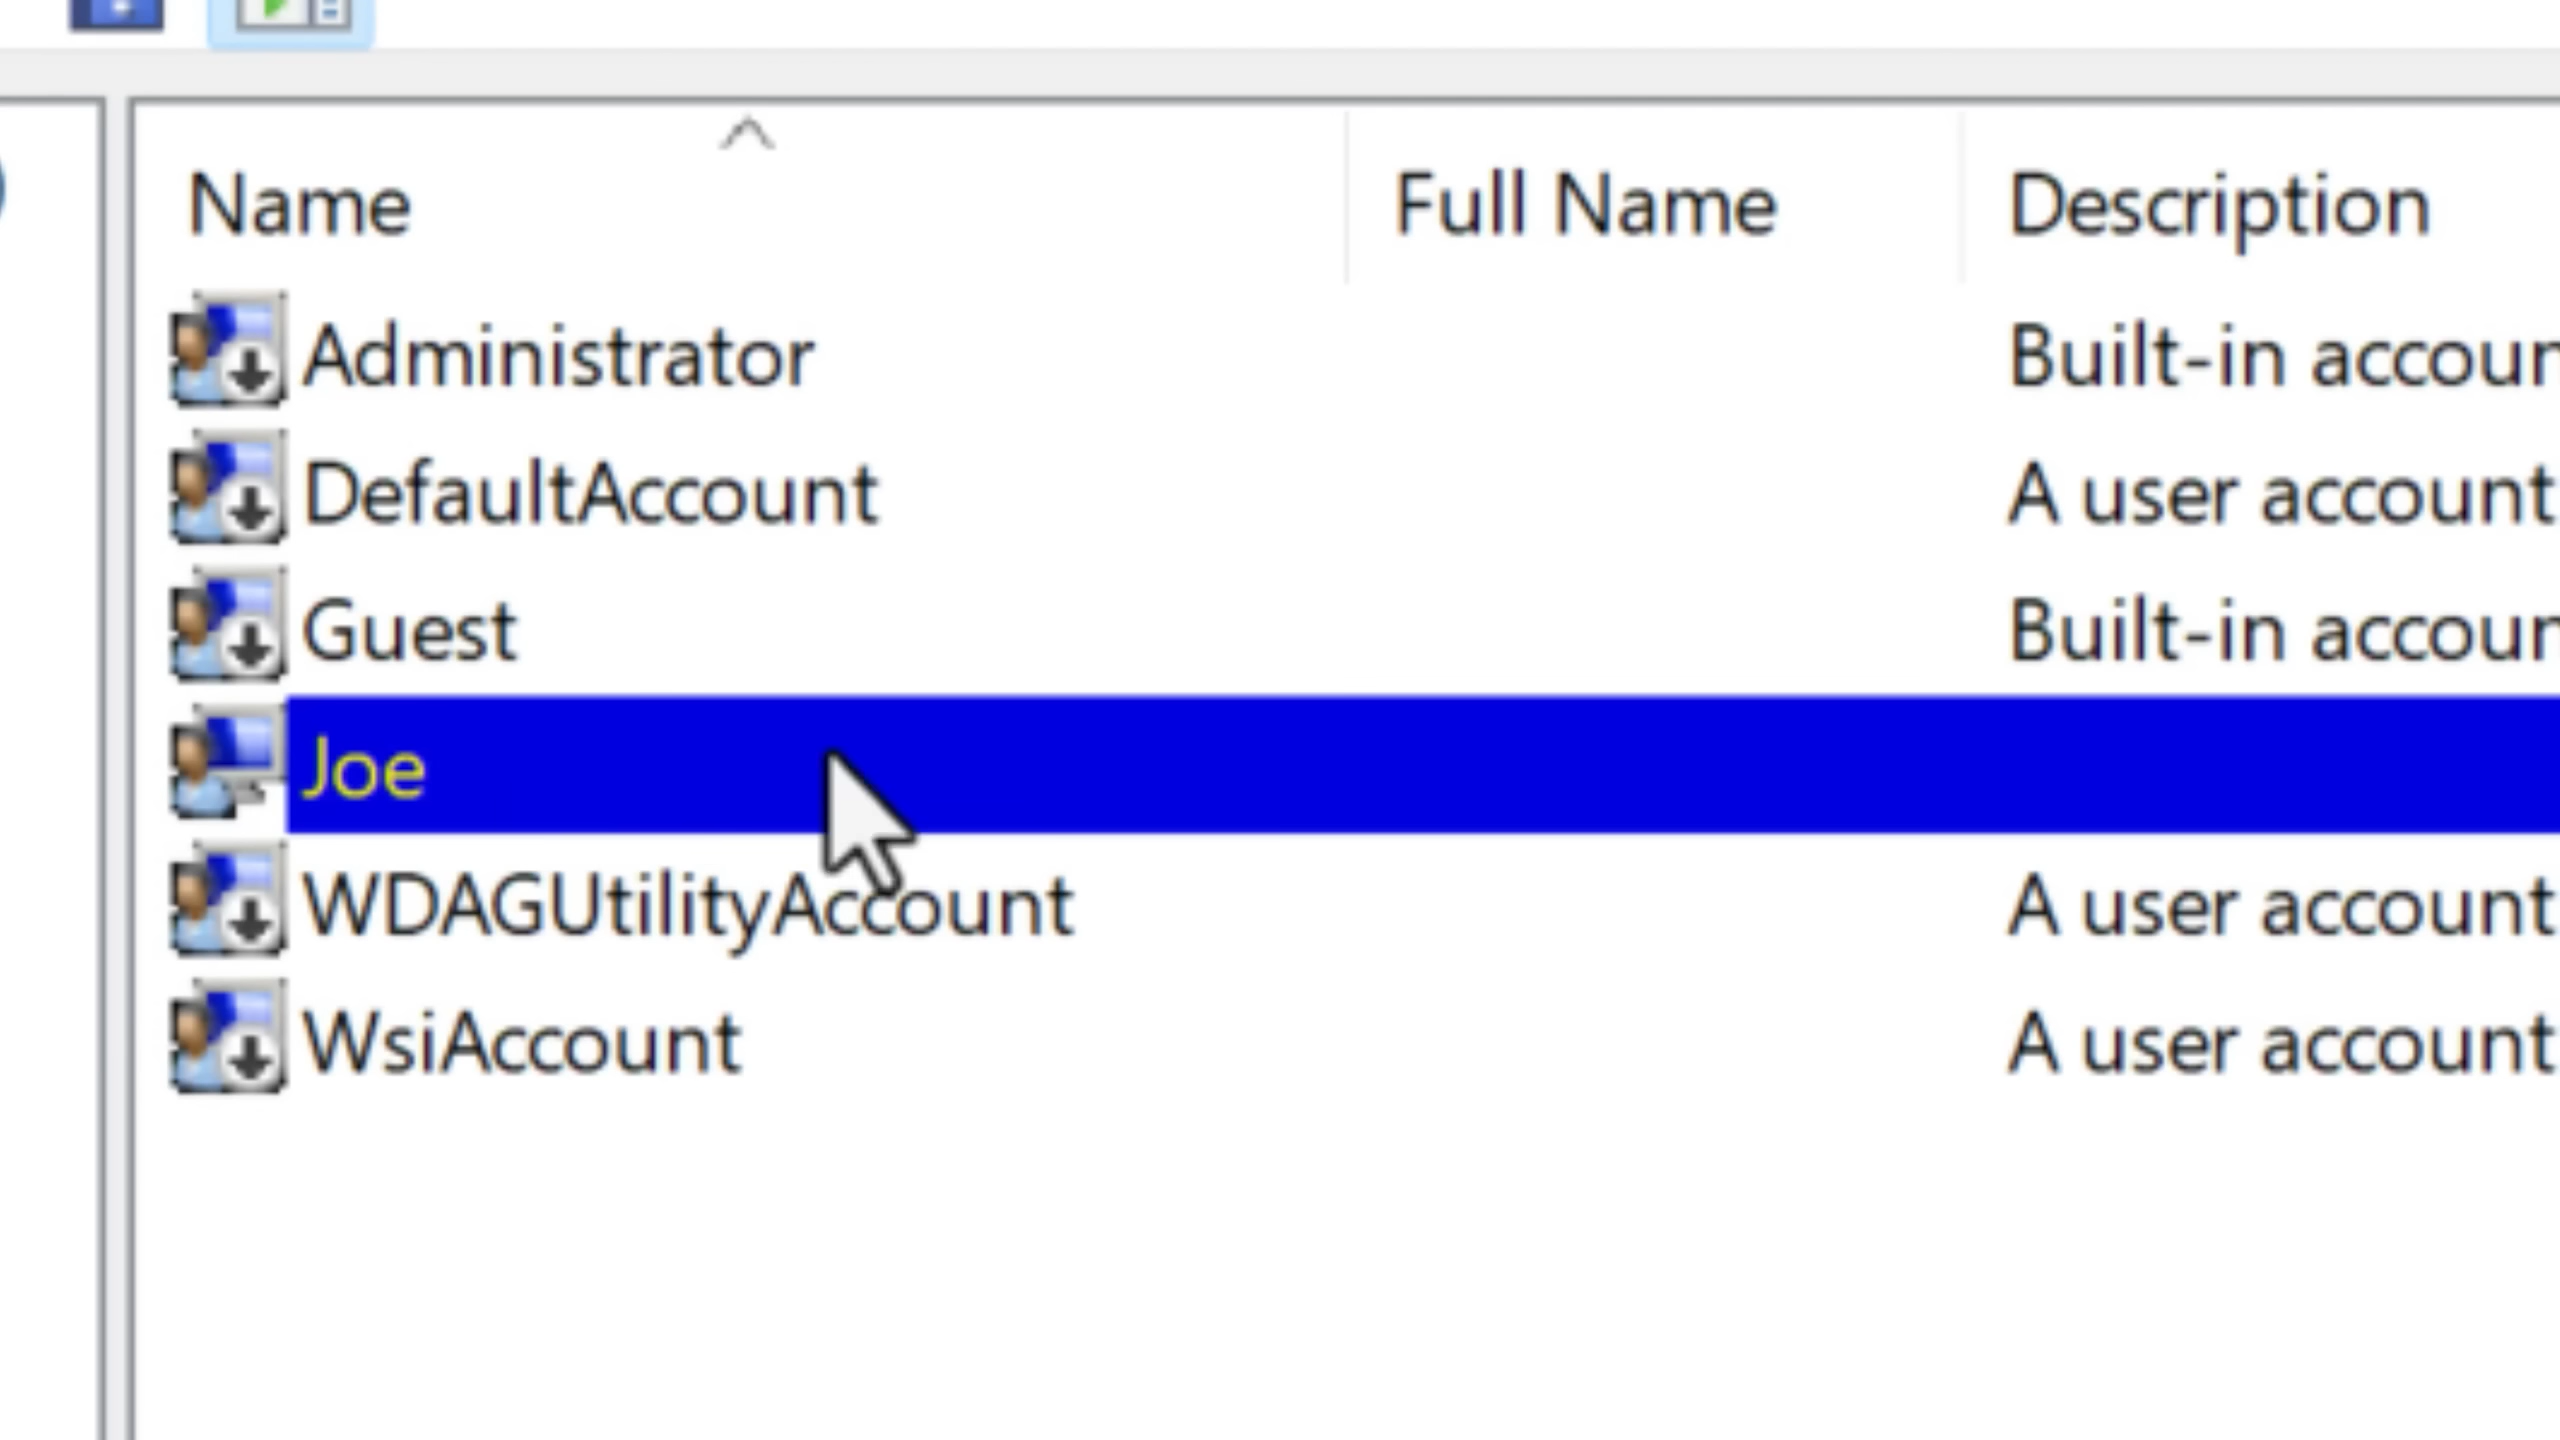 Name Full Name Description
Administrator Built-in accoun
DefaultAccount A user account
Guest Built-in accoun
Joe
WDAGUtilityAccount A user account
WsiAccount A user account